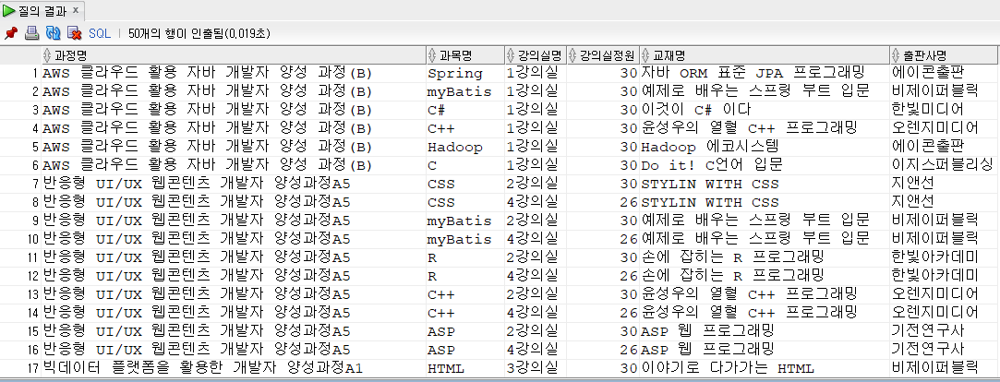 질의 결과 ×
SQL | 50개의 행이 인출됨(0,019초)
과정명 과목명 강의실명 강의실정원 교재명 출판사명
1 AWS 클라우드 활용 자바 개발자 양성 과정(B) Spring 1강의실 30 자바 ORM 표준 JPA 프로그래밍 에이콘출판
2 AWS 클라우드 활용 자바 개발자 양성 과정(B) myBatis 1강의실 30 예제로 배우는 스프링 부트 입문 비제이퍼블릭
3 AWS 클라우드 활용 자바 개발자 양성 과정(B) C# 1강의실 30 이것이 C# 이다 한빛미디어
4 AWS 클라우드 활용 자바 개발자 양성 과정(B) C++ 1강의실 30 윤성우의 열혈 C++ 프로그래밍 오렌지미디어
5 AWS 클라우드 활용 자바 개발자 양성 과정(B) Hadoop 1강의실 30 Hadoop 에코시스템 에이콘출판
6 AWS 클라우드 활용 자바 개발자 양성 과정(B) C 1강의실 30 Do it! C언어 입문 이지스퍼블리싱
7 반응형 UI/UX 웹콘텐츠 개발자 양성과정A5 CSS 2강의실 30 STYLIN WITH CSS 지앤선
8 반응형 UI/UX 웹콘텐츠 개발자 양성과정A5 CSS 4강의실 26 STYLIN WITH CSS 지앤선
9 반응형 UI/UX 웹콘텐츠 개발자 양성과정A5 myBatis 2강의실 30 예제로 배우는 스프링 부트 입문 비제이퍼블릭
10 반응형 UI/UX 웹콘텐츠 개발자 양성과정A5 myBatis 4강의실 26 예제로 배우는 스프링 부트 입문 비제이퍼블릭
11 반응형 UI/UX 웹콘텐츠 개발자 양성과정A5 R 2강의실 30 손에 잡히는 R 프로그래밍 한빛아카데미
12 반응형 UI/UX 웹콘텐츠 개발자 양성과정A5 R 4강의실 26 손에 잡히는 R 프로그래밍 한빛아카데미
13 반응형 UI/UX 웹콘텐츠 개발자 양성과정A5 C++ 2강의실 30 윤성우의 열혈 C++ 프로그래밍 오렌지미디어
14 반응형 UI/UX 웹콘텐츠 개발자 양성과정A5 C++ 4강의실 26 윤성우의 열혈 C++ 프로그래밍 오렌지미디어
15 반응형 UI/UX 웹콘텐츠 개발자 양성과정A5 ASP 2강의실 30 ASP 웹 프로그래밍 기전연구사
16 반응형 UI/UX 웹콘텐츠 개발자 양성과정A5 ASP 4강의실 26 ASP 웹 프로그래밍 기전연구사
17 빅데이터 플랫폼을 활용한 개발자 양성과정A1 HTML 3강의실 30 이야기로 다가가는 HTML 비제이퍼블릭